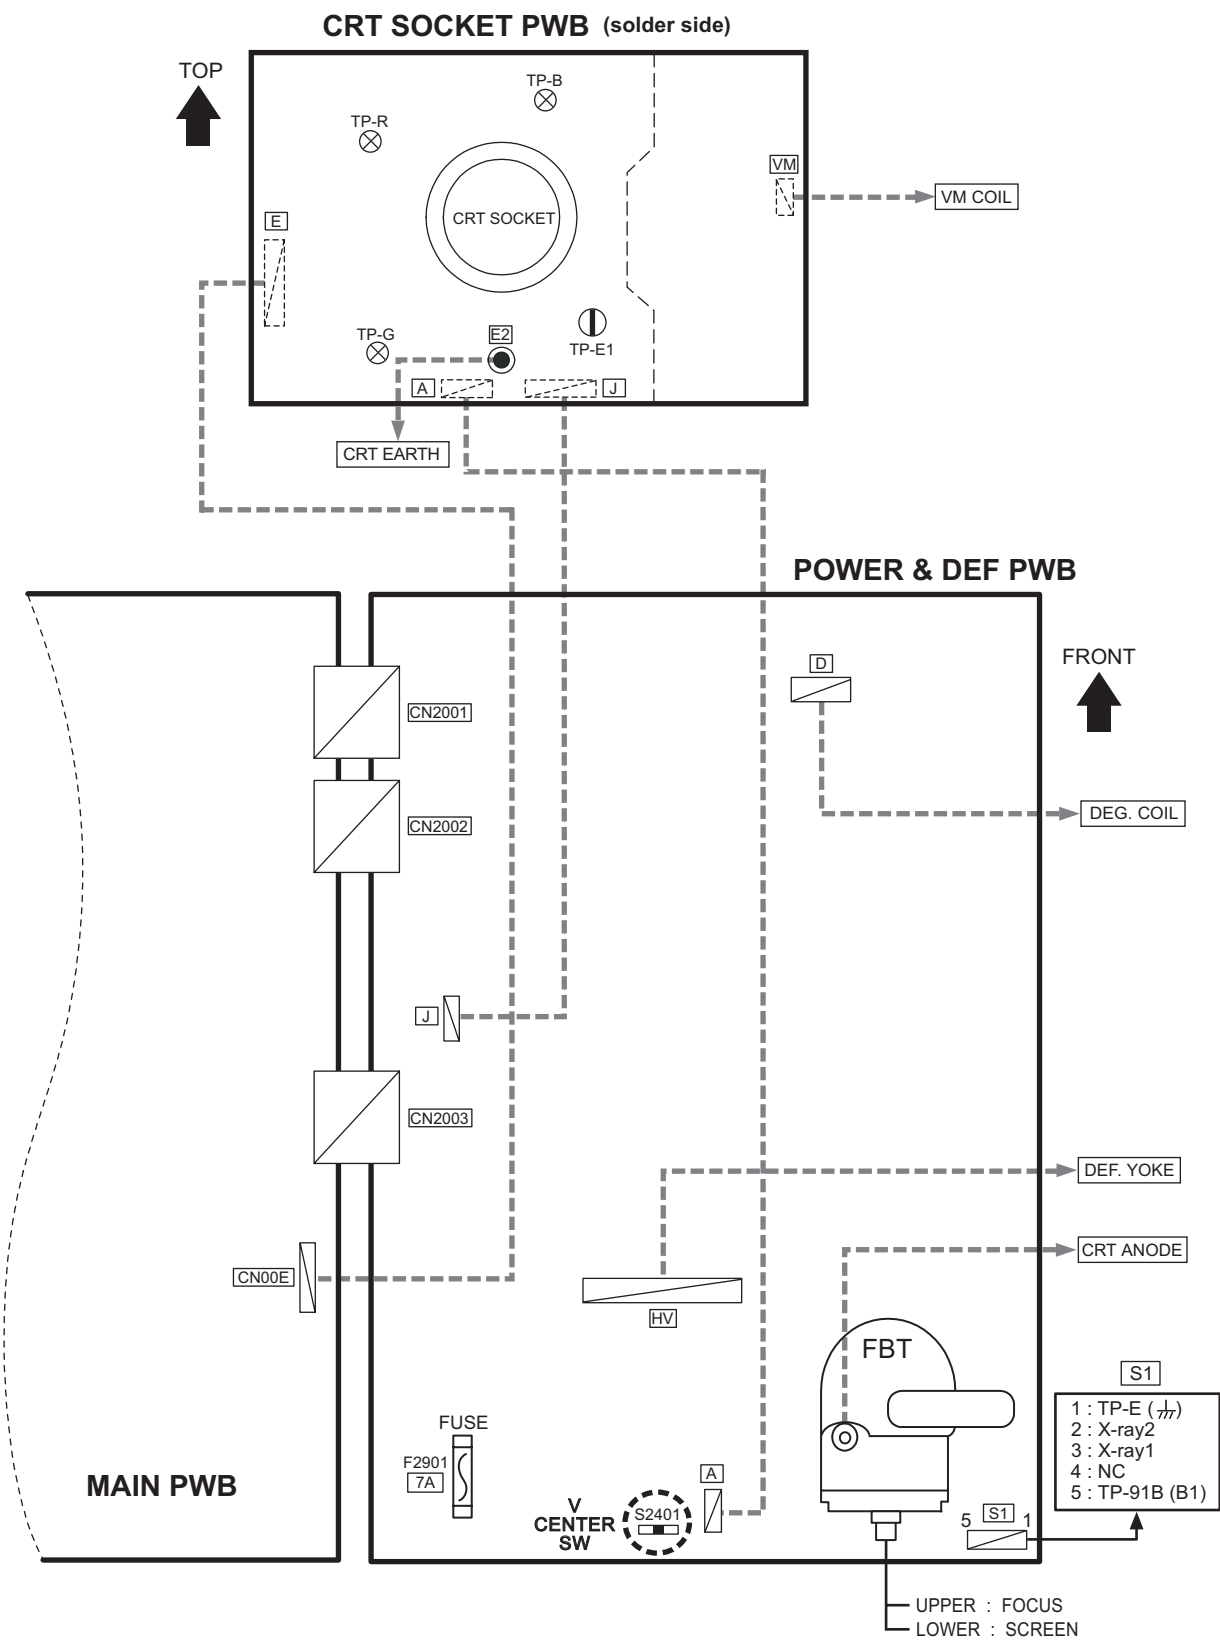 CRT SOCKET PWB (solder side)
TOP
TP-B
TP-R
VM
VM COIL
CRT SOCKET
E
TP-G
E2
TP-E1
A
J
CRT EARTH
POWER & DEF PWB
D
FRONT
CN2001
CN2002
DEG. COIL
J
CN2003
DEF. YOKE
CRT ANODE
CN00E
HV
FBT
S1
1 : TP-E
2 : X-ray2
3 : X-ray1
4 : NC
5 : TP-91B (B1)
FUSE
F2901
7A
MAIN PWB
A
V
CENTER
SW
S2401
5 S1 1
UPPER : FOCUS
LOWER : SCREEN